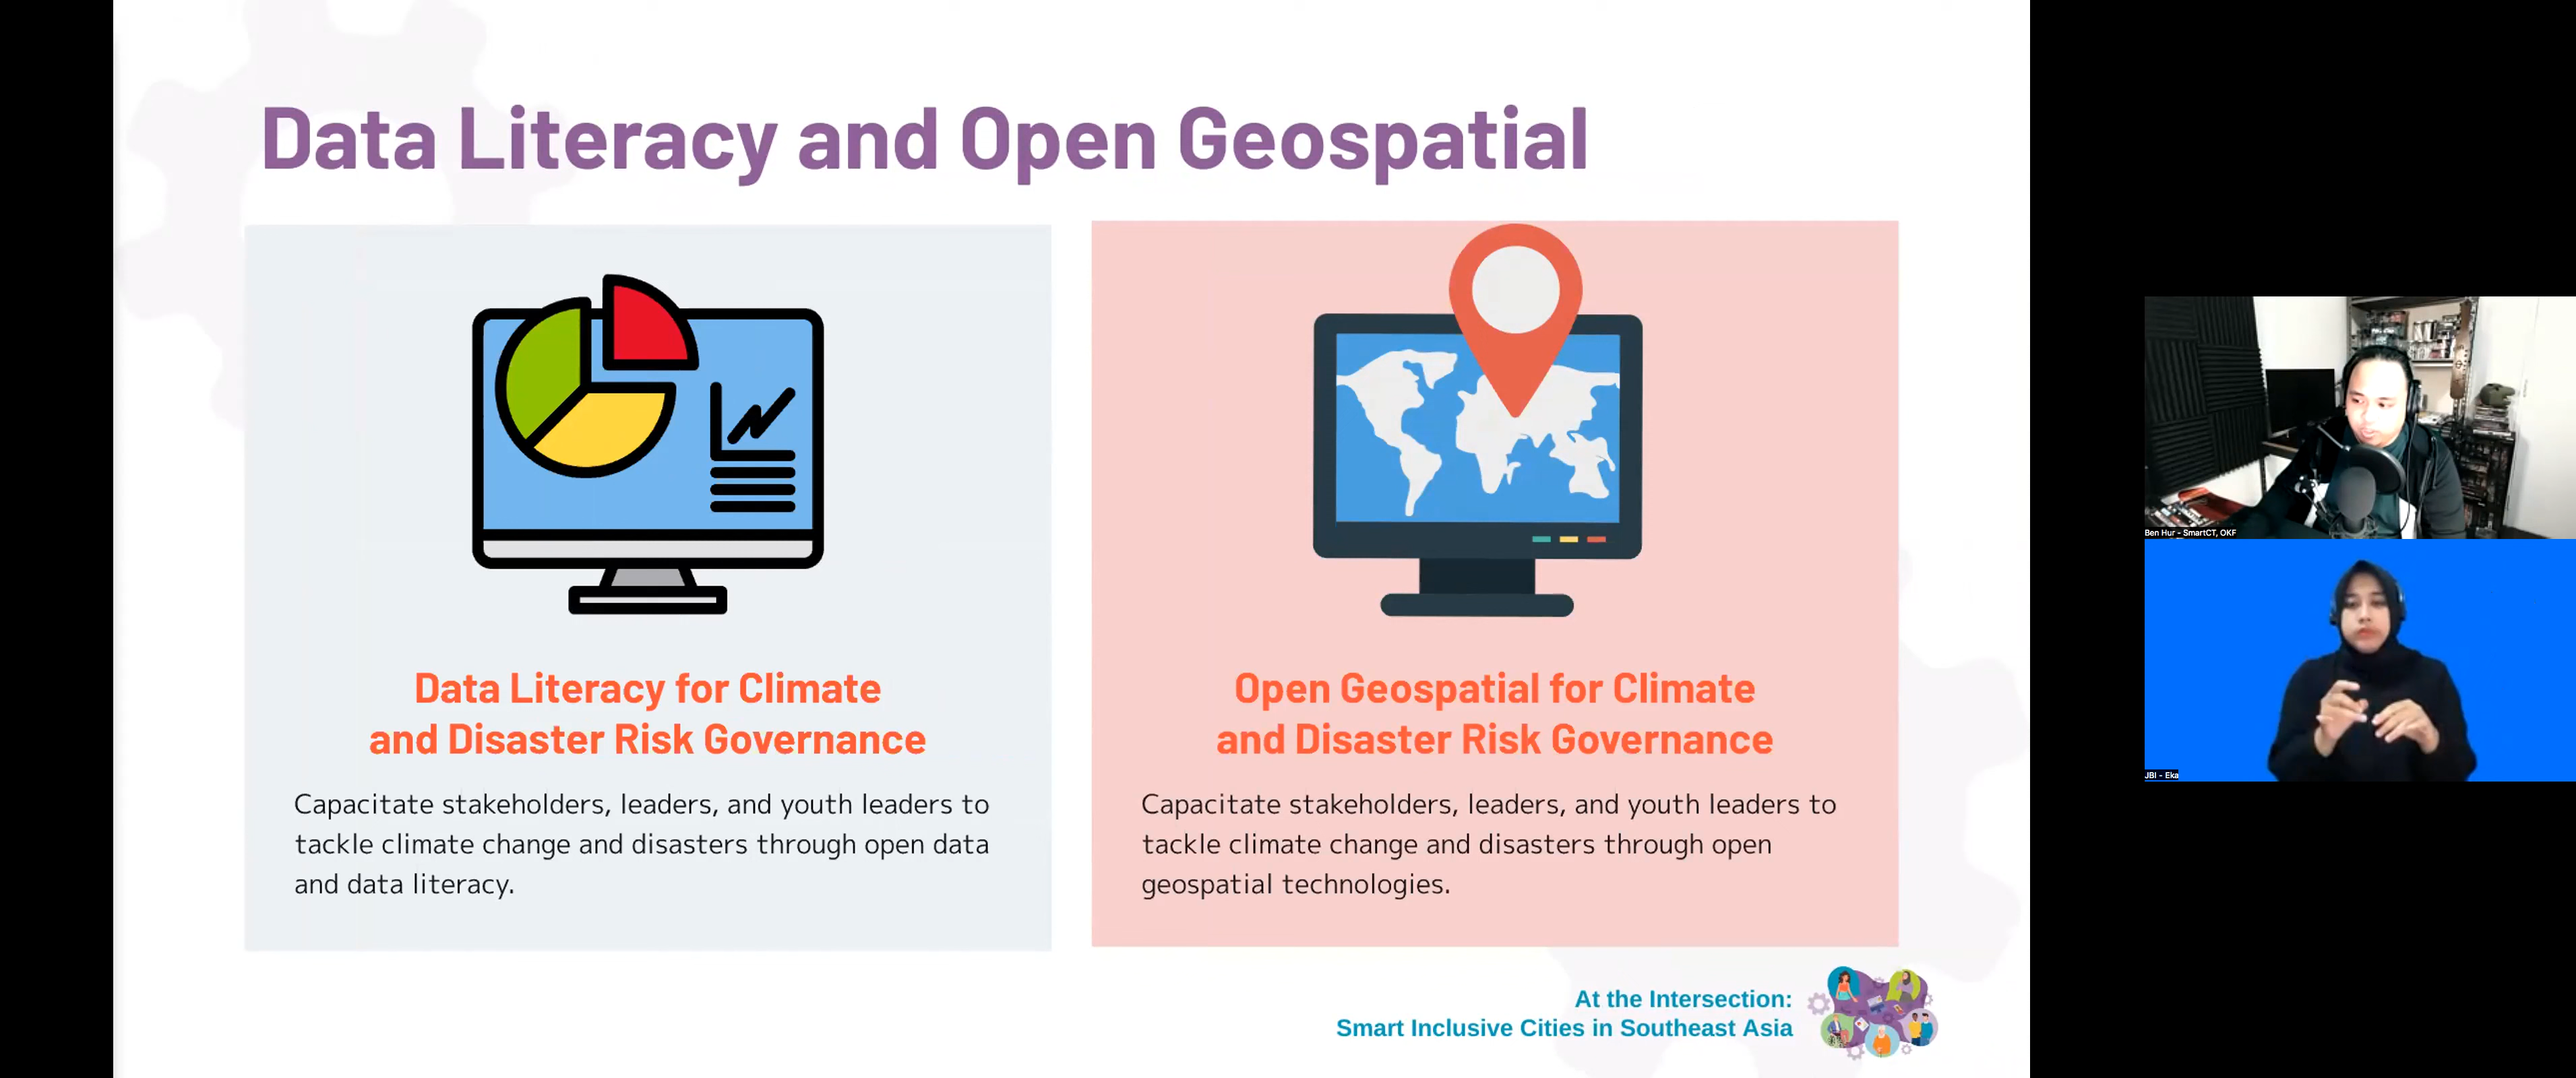 Data Literacy and Open Geospatial
Data Literacy for Climate
and Disaster Risk Governance
Capacitate stakeholders, leaders, and youth leaders to
tackle climate change and disasters through open data
and data literacy.
Open Geospatial for Climate
and Disaster Risk Governance
Capacitate stakeholders, leaders, and youth leaders to
tackle climate change and disasters through open
geospatial technologies.
At the Intersection:
Smart Inclusive Cities in Southeast Asia
Ben Hur - SmartCT, OKF
JBI - Eka